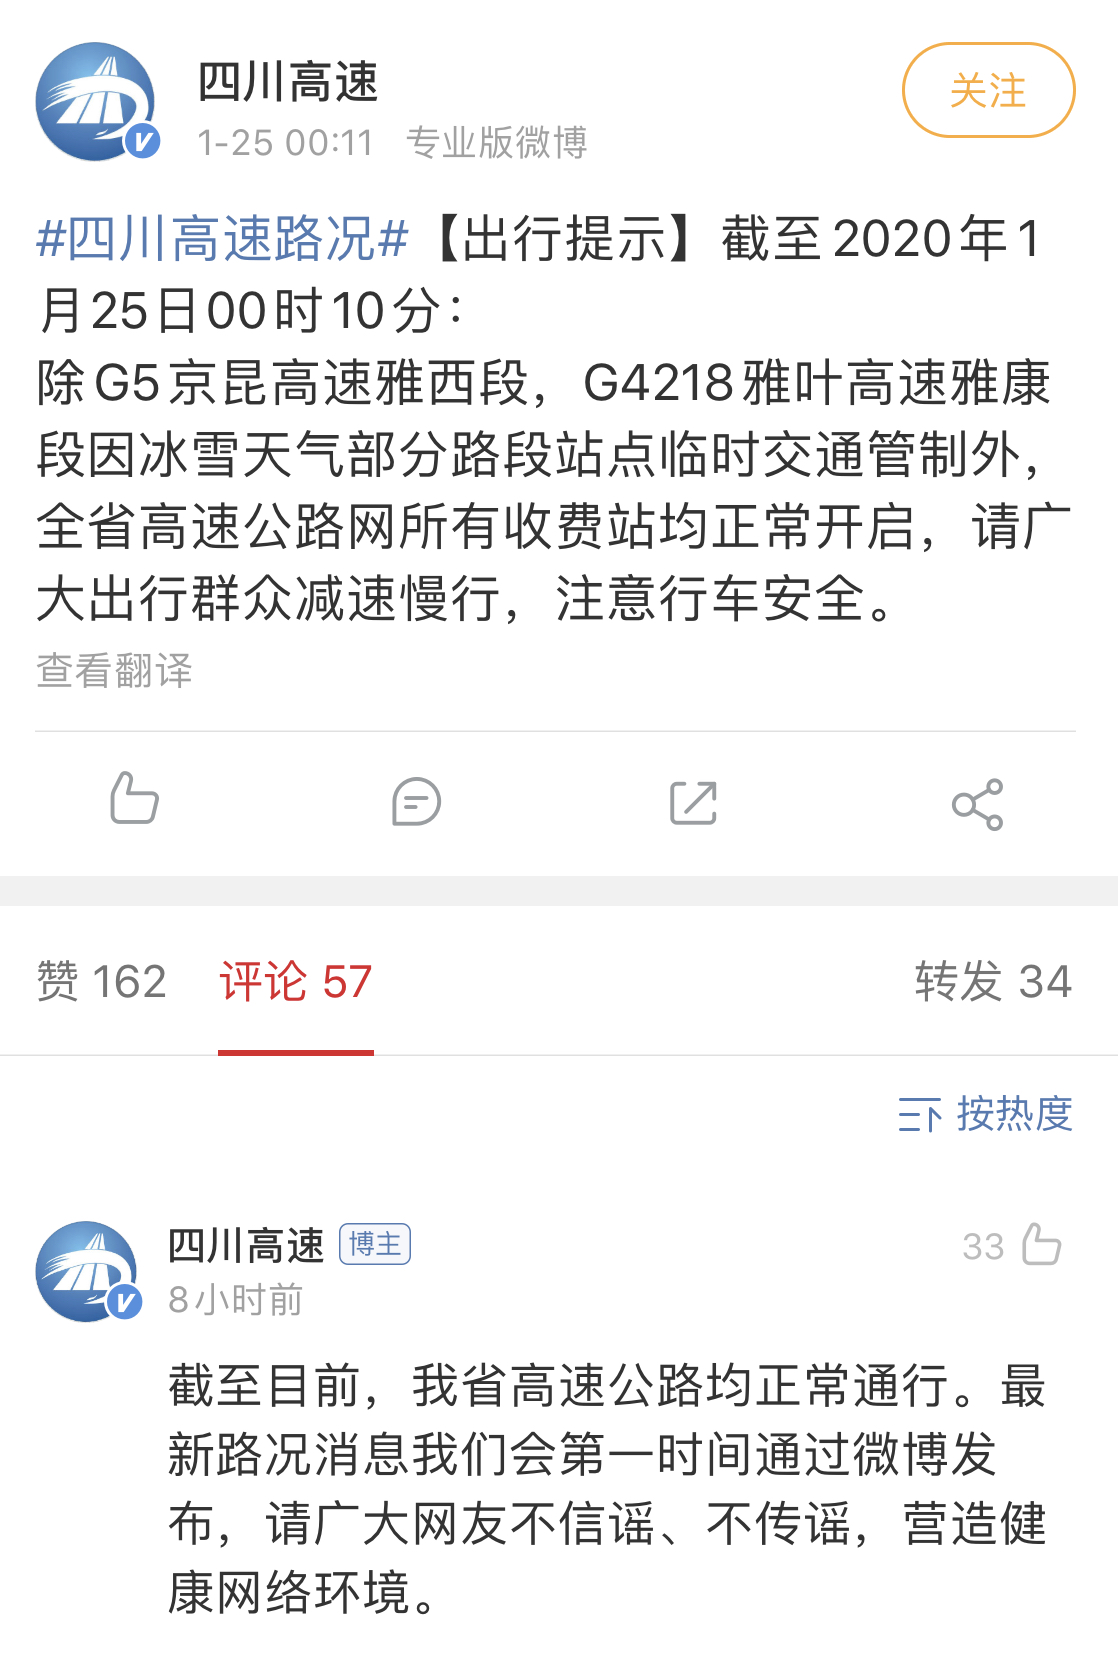 四川高速
关注
1-25 00:11 专业版微博
#四川高速路况#【出行提示】截至2020年1
月25日00时10分：
除G5京昆高速雅西段，G4218雅叶高速雅康
段因冰雪天气部分路段站点临时交通管制外，
全省高速公路网所有收费站均正常开启，请广
大出行群众减速慢行，注意行车安全。
查看翻译
赞 162 评论 57 转发 34
按热度
四川高速 博主 33
8小时前
截至目前，我省高速公路均正常通行。最
新路况消息我们会第一时间通过微博发
布，请广大网友不信谣、不传谣，营造健
康网络环境。